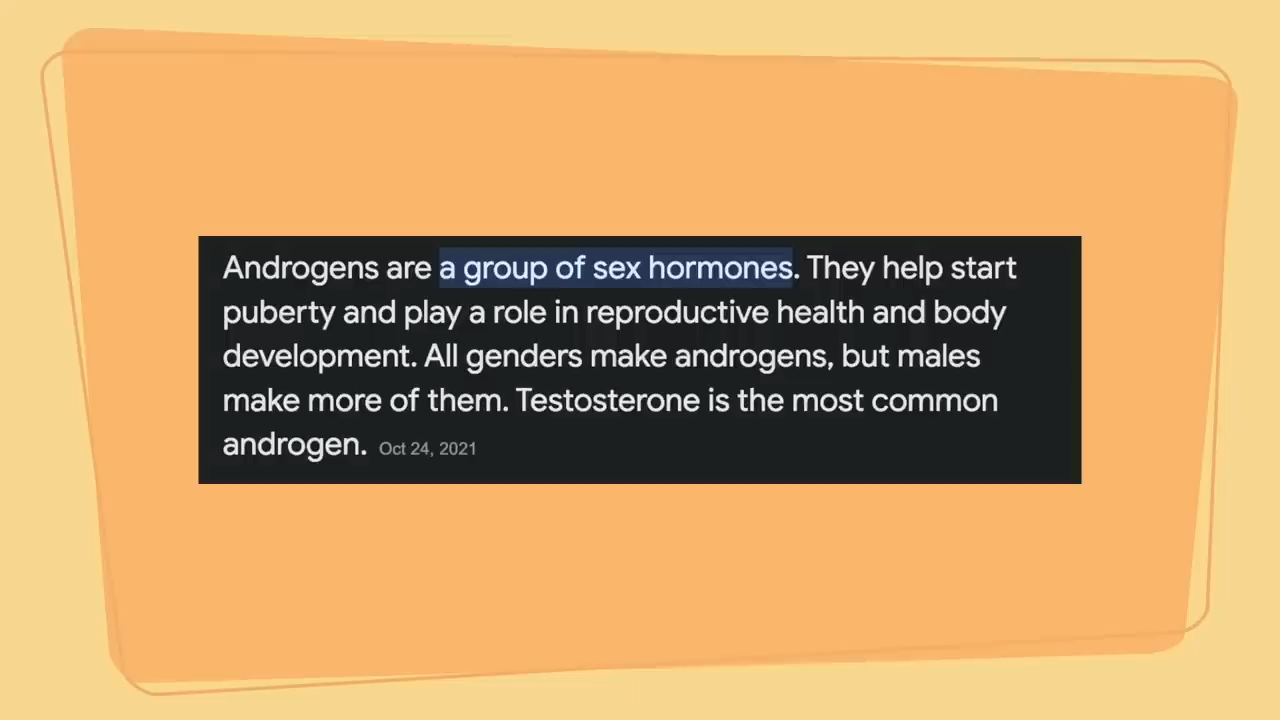 Androgens are a group of sex hormones. They help start
puberty and play a role in reproductive health and body
development. All genders make androgens, but males
make more of them. Testosterone is the most common
androgen. Oct 24, 2021